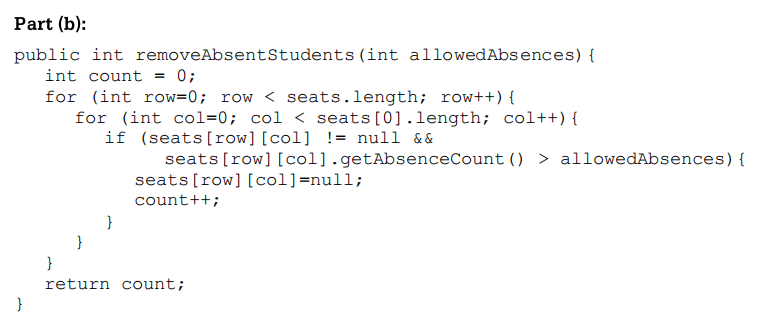 Part (b):
public int removeAbsentStudents(int allowedAbsences){
   int count = 0;
   for (int row=0; row < seats.length; row++){
      for (int col=0; col < seats[0].length; col++){
         if (seats[row][col] != null &&
               seats[row][col].getAbsenceCount() > allowedAbsences){
            seats[row][col]=null;
            count++;
         }
      }
   }
   return count;
}